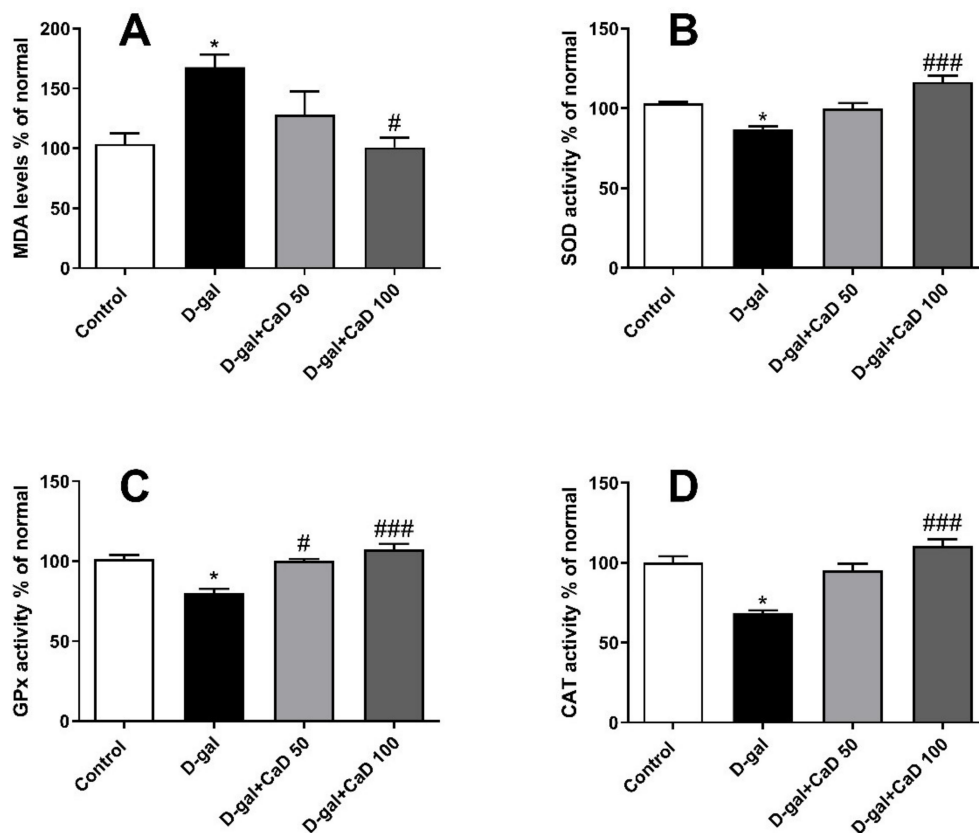 A
MDA levels % of normal
200
150
100
50
0
*
#
Control
D-gal
D-gal+CaD 50
D-gal+CaD 100
B
SOD activity % of normal
150
100
50
0
*
###
Control
D-gal
D-gal+CaD 50
D-gal+CaD 100
C
GPx activity % of normal
150
100
50
0
*
#
###
Control
D-gal
D-gal+CaD 50
D-gal+CaD 100
D
CAT activity % of normal
150
100
50
0
*
###
Control
D-gal
D-gal+CaD 50
D-gal+CaD 100